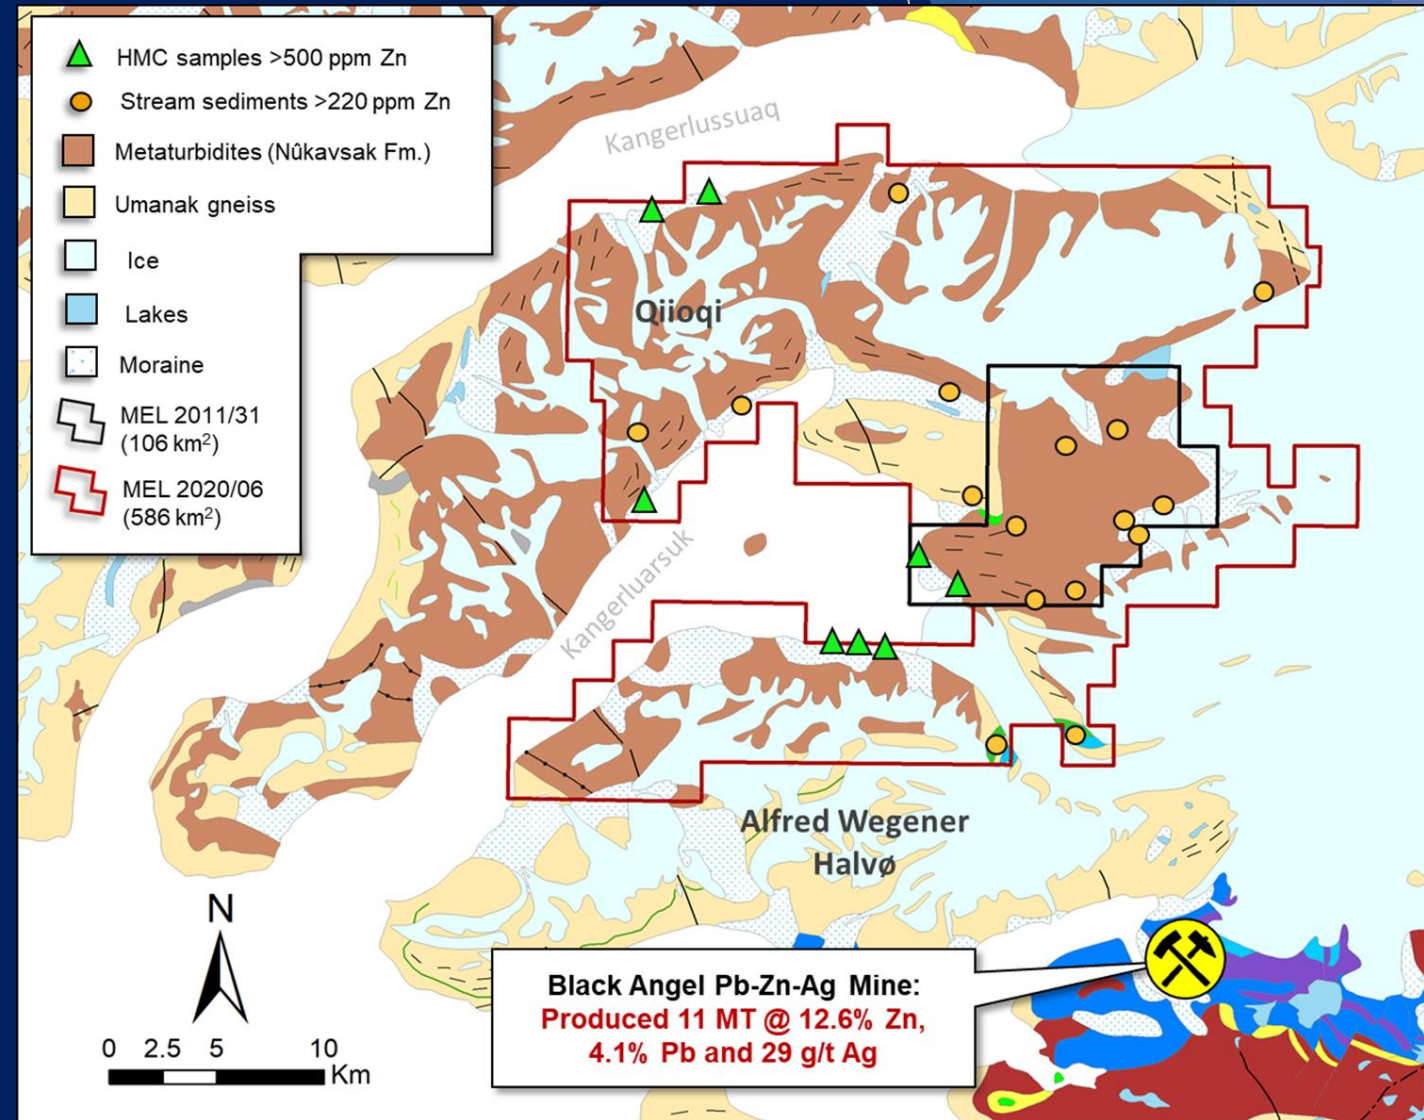 HMC samples >500 ppm Zn
Stream sediments >220 ppm Zn
Metaturbidites (Nûkavsak Fm.)
Umanak gneiss
Ice
Lakes
Moraine
MEL 2011/31
(106 km²)
MEL 2020/06
(586 km²)
Kangerlussuaq
Qiioqi
Kangerluarsuk
Alfred Wegener
Halvø
N
0 2.5 5 10
Km
Black Angel Pb-Zn-Ag Mine:
Produced 11 MT @ 12.6% Zn,
4.1% Pb and 29 g/t Ag